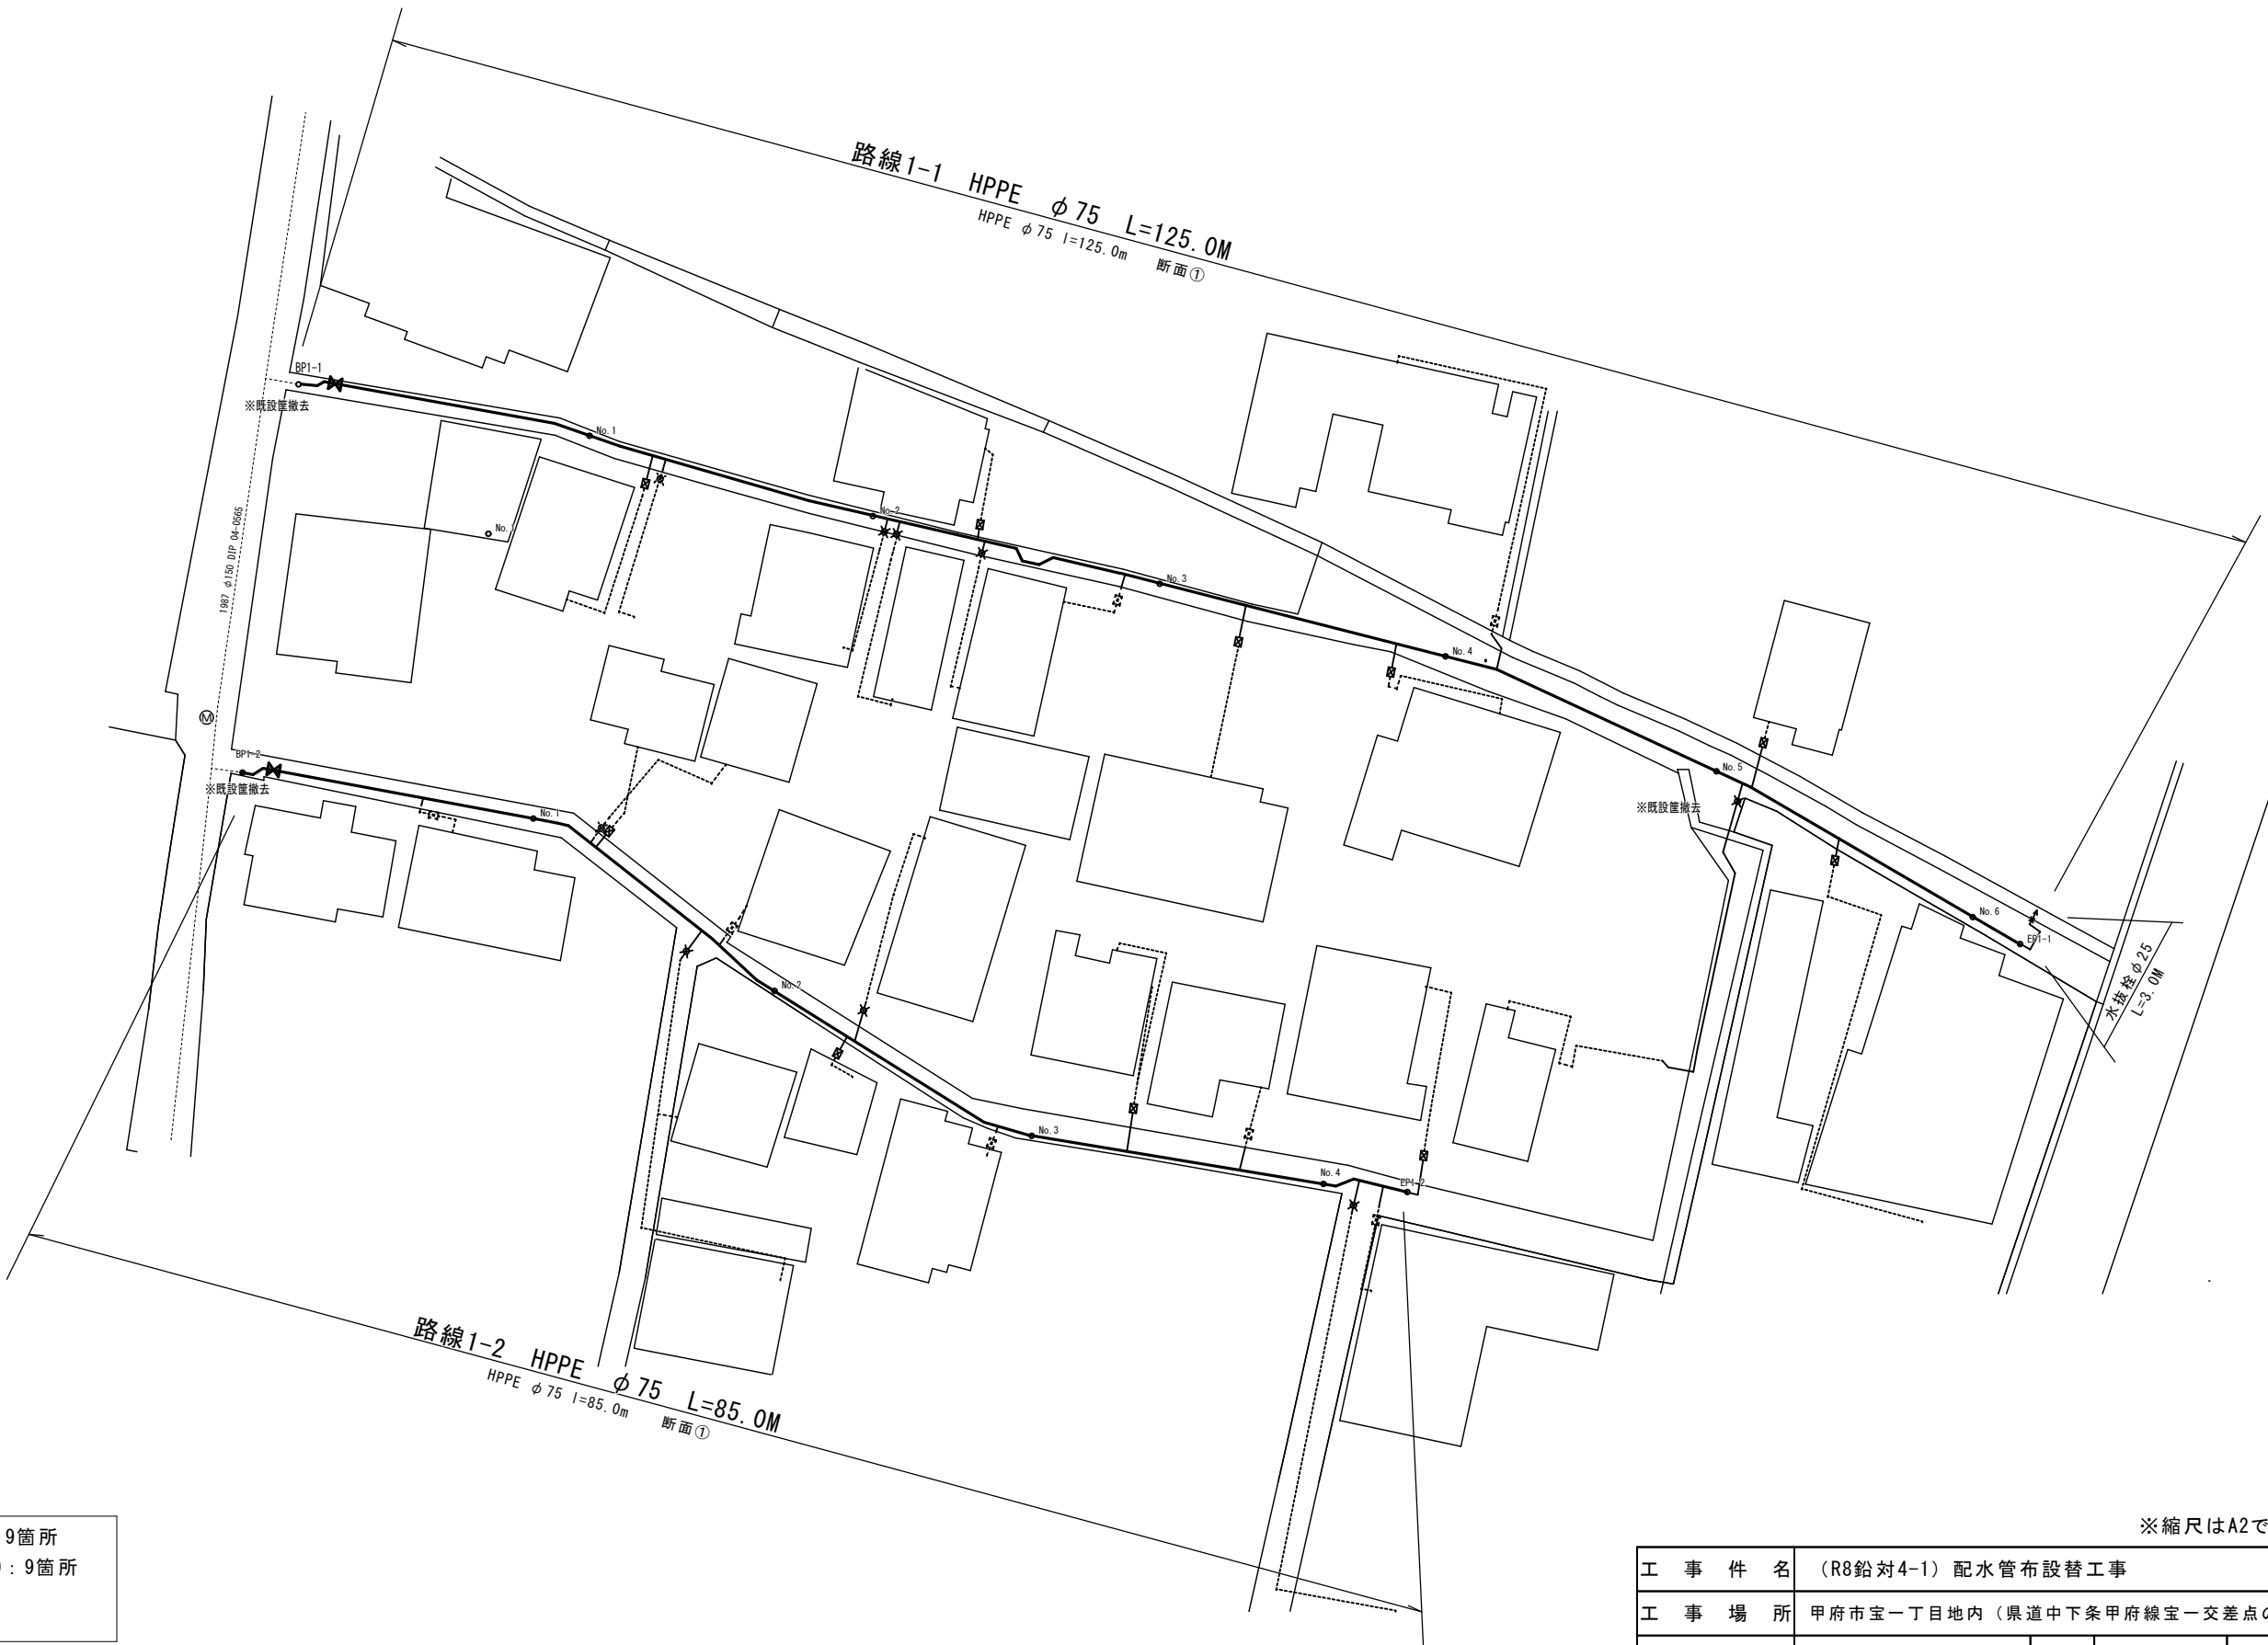 路線1-1 HPPE φ75 L=125.0M
HPPE φ75 l=125.0m 断面①
BP1-1
※既設筐撤去
No.1
No.2
No.3
No.4
No.5
No.6
EP1-1
No.1
1987 φ150 DIP 04-0565
Ⓜ
BP1-2
※既設筐撤去
No.1
No.2
No.3
No.4
EP1-2
※既設筐撤去
水抜栓φ25
L=3.0M
路線1-2 HPPE φ75 L=85.0M
HPPE φ75 l=85.0m 断面①
9箇所
: 9箇所
※縮尺はA2で
工事件名 (R8鉛対4-1) 配水管布設替工事
工事場所 甲府市宝一丁目地内 (県道中下条甲府線宝一交差点